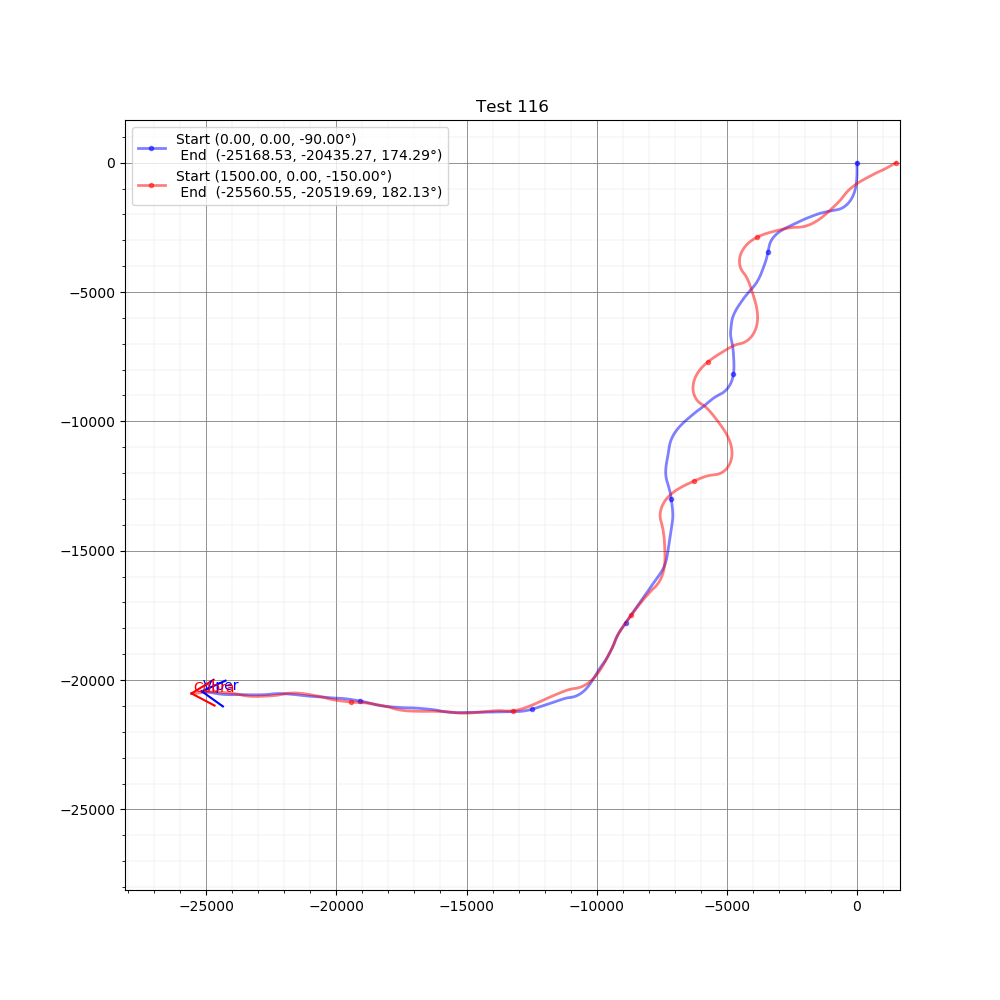 Test 116
Start (0.00, 0.00, -90.00°)
End  (-25168.53, -20435.27, 174.29°)
Start (1500.00, 0.00, -150.00°)
End  (-25560.55, -20519.69, 182.13°)
0
−5000
−10000
−15000
−20000
−25000
−25000
−20000
−15000
−10000
−5000
0